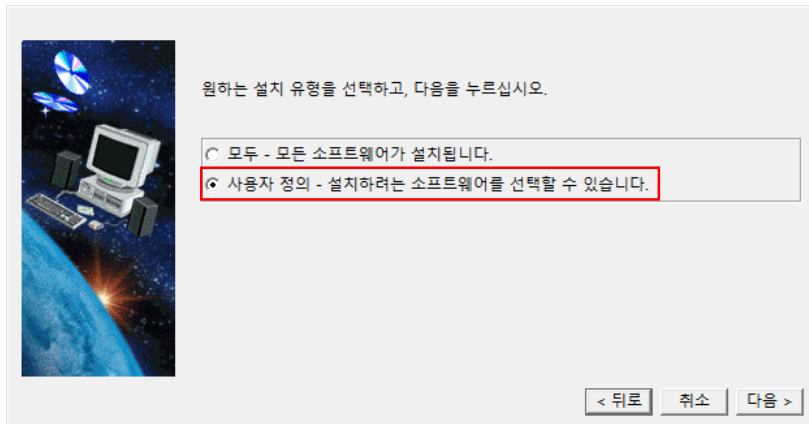 원하는 설치 유형을 선택하고, 다음을 누르십시오.
모두 - 모든 소프트웨어가 설치됩니다.
사용자 정의 - 설치하려는 소프트웨어를 선택할 수 있습니다.
< 뒤로 취소 다음 >